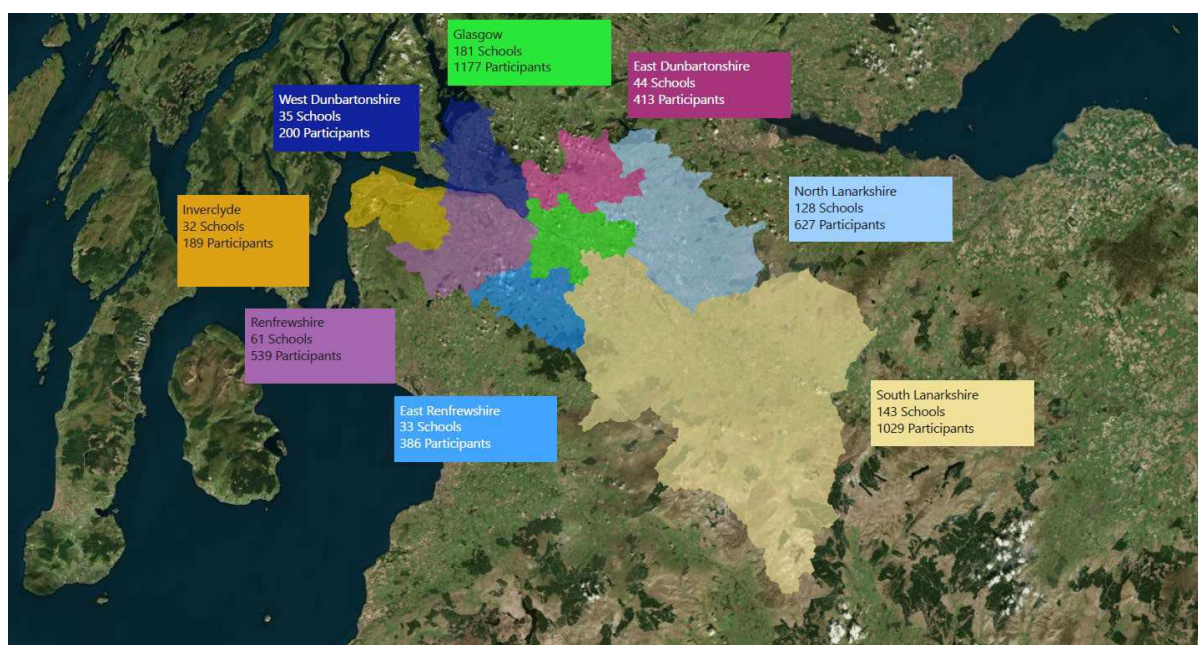 Glasgow
181 Schools
1177 Participants
East Dunbartonshire
44 Schools
413 Participants
West Dunbartonshire
35 Schools
200 Participants
North Lanarkshire
128 Schools
627 Participants
Inverclyde
32 Schools
189 Participants
Renfrewshire
61 Schools
539 Participants
South Lanarkshire
143 Schools
1029 Participants
East Renfrewshire
33 Schools
386 Participants